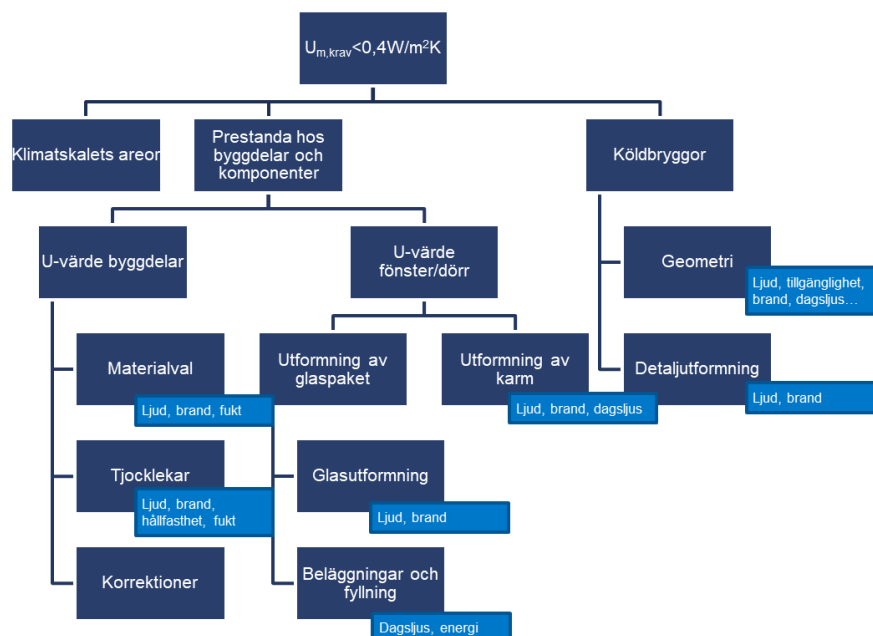 Um,krav<0,4W/m²K
Klimatskalets areor
Prestanda hos
byggdelar och
komponenter
Köldbryggor
U-värde byggdelar
U-värde
fönster/dörr
Geometri
Ljud, tillgänglighet,
brand, dagsljus...
Materialval
Ljud, brand, fukt
Utformning av
glaspaket
Utformning av
karm
Ljud, brand, dagsljus
Detaljutformning
Ljud, brand
Tjocklekar
Ljud, brand,
hållfasthet, fukt
Glasutformning
Ljud, brand
Korrektioner
Beläggningar och
fyllning
Dagsljus, energi